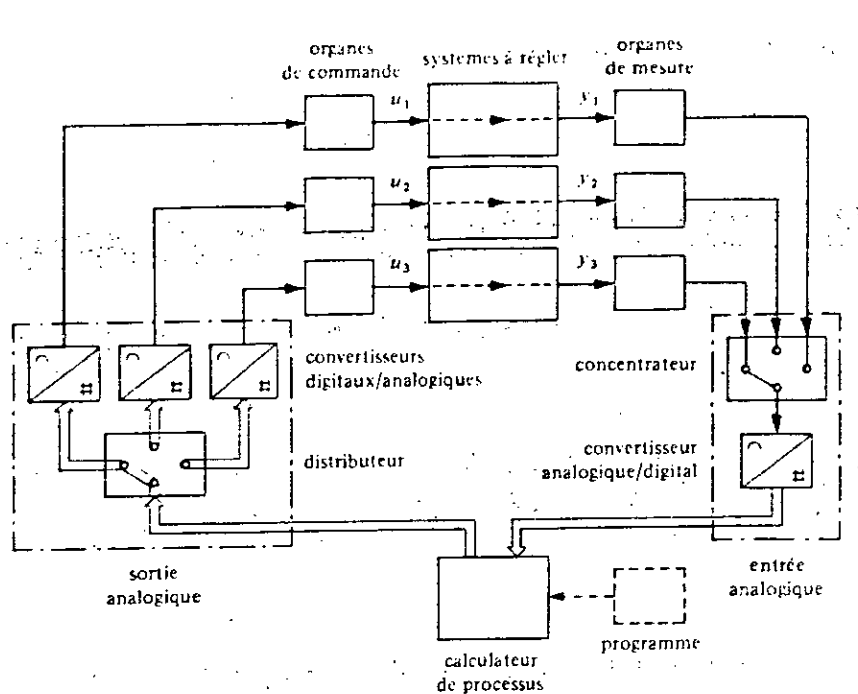 organes
de commande
systèmes à régler
organes
de mesure
u1
y1
u2
y2
u3
y3
convertisseurs
digitaux/analogiques
concentrateur
distributeur
convertisseur
analogique/digital
sortie
analogique
entrée
analogique
programme
calculateur
de processus